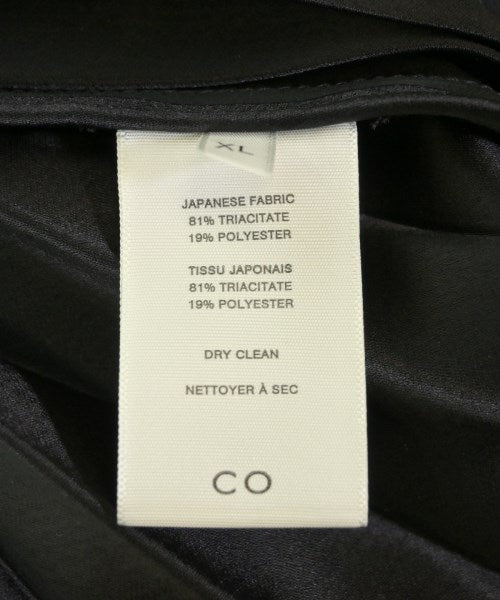 XL
JAPANESE FABRIC
81% TRIACITATE
19% POLYESTER
TISSU JAPONAIS
81% TRIACITATE
19% POLYESTER
DRY CLEAN
NETTOYER À SEC
CO